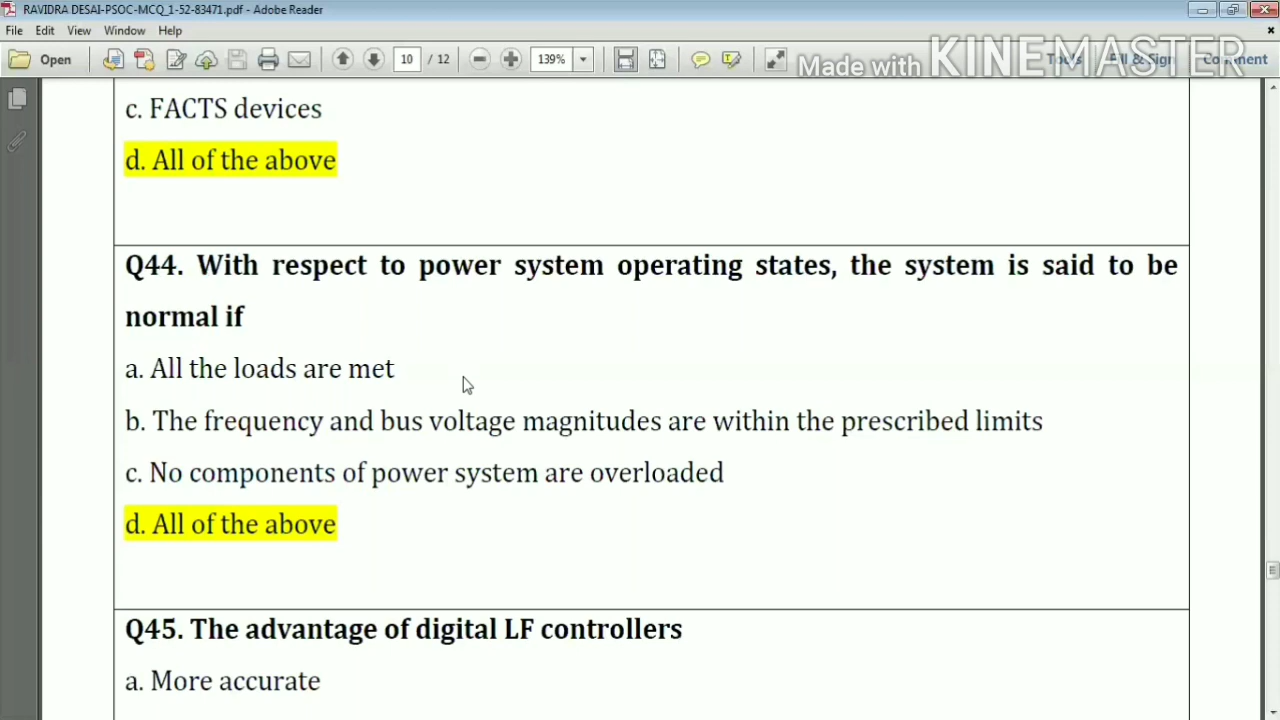 RAVIDRA DESAI-PSOC-MCQ_1-52-83471.pdf - Adobe Reader
File Edit View Window Help
Open 10 / 12 139% Tools Fill & Sign Comment
Made with KINEMASTER
c. FACTS devices
d. All of the above
Q44. With respect to power system operating states, the system is said to be
normal if
a. All the loads are met
b. The frequency and bus voltage magnitudes are within the prescribed limits
c. No components of power system are overloaded
d. All of the above
Q45. The advantage of digital LF controllers
a. More accurate